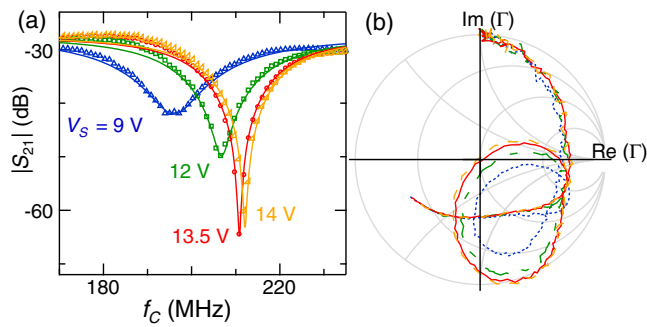 (a)
-30
|S21| (dB)
VS = 9 V
12 V
-60
13.5 V
14 V
180
220
fC (MHz)
(b)
Im (Γ)
Re (Γ)